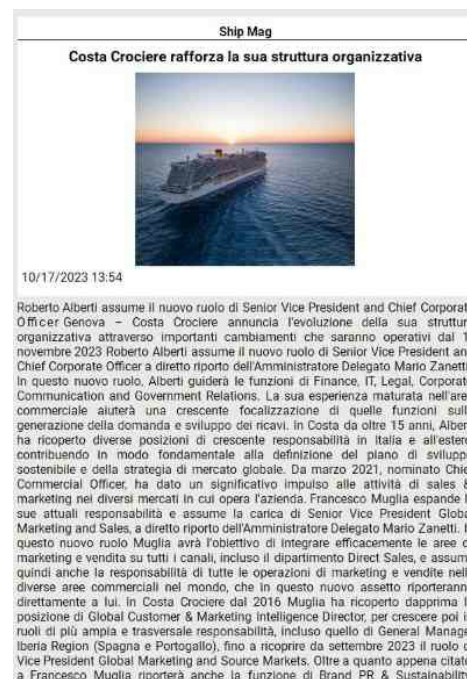 Ship Mag
Costa Crociere rafforza la sua struttura organizzativa
10/17/2023 13:54
Roberto Alberti assume il nuovo ruolo di Senior Vice President and Chief Corporat
Officer Genova – Costa Crociere annuncia l'evoluzione della sua struttur
organizzativa attraverso importanti cambiamenti che saranno operativi dal 1
novembre 2023 Roberto Alberti assume il nuovo ruolo di Senior Vice President an
Chief Corporate Officer a diretto riporto dell'Amministratore Delegato Mario Zanetti
In questo nuovo ruolo, Alberti guiderà le funzioni di Finance, IT, Legal, Corporat
Communication and Government Relations. La sua esperienza maturata nell'are
commerciale aiuterà una crescente focalizzazione di quelle funzioni sull
generazione della domanda e sviluppo dei ricavi. In Costa da oltre 15 anni, Alber
ha ricoperto diverse posizioni di crescente responsabilità in Italia e all'ester
contribuendo in modo fondamentale alla definizione del piano di svilupp
sostenibile e della strategia di mercato globale. Da marzo 2021, nominato Chie
Commercial Officer, ha dato un significativo impulso alle attività di sales
marketing nei diversi mercati in cui opera l'azienda. Francesco Muglia espande l
sue attuali responsabilità e assume la carica di Senior Vice President Globa
Marketing and Sales, a diretto riporto dell'Amministratore Delegato Mario Zanetti. I
questo nuovo ruolo Muglia avrà l'obiettivo di integrare efficacemente le aree d
marketing e vendita su tutti i canali, incluso il dipartimento Direct Sales, e assum
quindi anche la responsabilità di tutte le operazioni di marketing e vendite nell
diverse aree commerciali nel mondo, che in questo nuovo assetto riporterann
direttamente a lui. In Costa Crociere dal 2016 Muglia ha ricoperto dapprima l
posizione di Global Customer & Marketing Intelligence Director, per crescere poi i
ruoli di più ampia e trasversale responsabilità, incluso quello di General Manage
Iberia Region (Spagna e Portogallo), fino a ricoprire da settembre 2023 il ruolo d
Vice President Global Marketing and Source Markets. Oltre a quanto appena citat
a Francesco Muglia riporterà anche la funzione di Brand PR & Sustainabilit